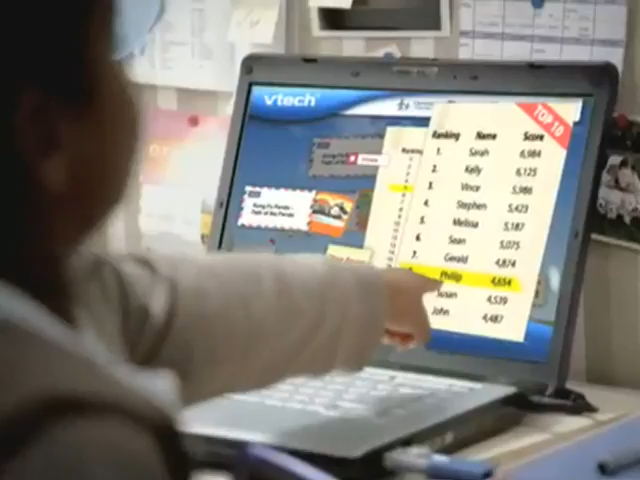 vtech
TOP 10
Ranking Name Score
1. Sarah 6,984
2. Kelly 6,125
3. Vince 5,986
4. Stephen 5,423
5. Melissa 5,187
6. Sean 5,075
7. Gerald 4,874
Philip 4,654
Susan 4,539
John 4,487
Ranking
Kung Fu Panda -
Path of the Panda